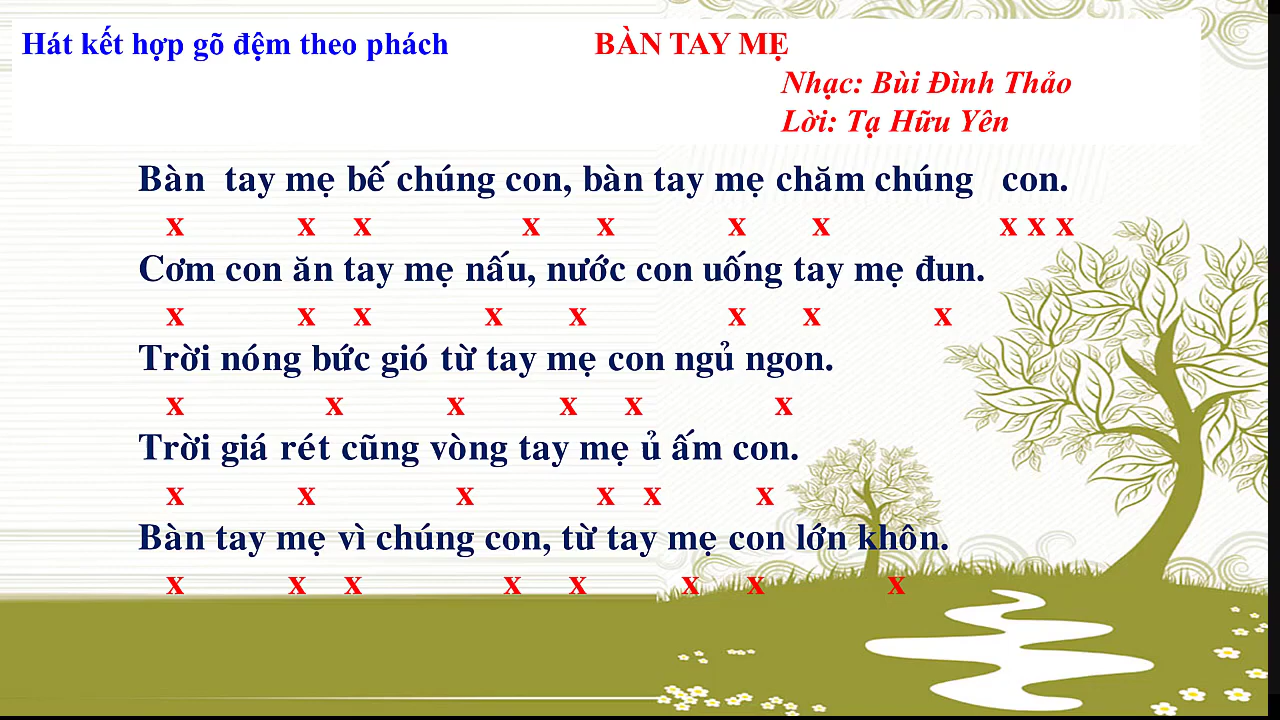 Hát kết hợp gõ đệm theo phách
BÀN TAY MẸ
Nhạc: Bùi Đình Thảo
Lời: Tạ Hữu Yên
Bàn tay mẹ bế chúng con, bàn tay mẹ chăm chúng con.
x x x x x x x x x x
Cơm con ăn tay mẹ nấu, nước con uống tay mẹ đun.
x x x x x x x x
Trời nóng bức gió từ tay mẹ con ngủ ngon.
x x x x x x
Trời giá rét cũng vòng tay mẹ ủ ấm con.
x x x x x x
Bàn tay mẹ vì chúng con, từ tay mẹ con lớn khôn.
x x x x x x x x